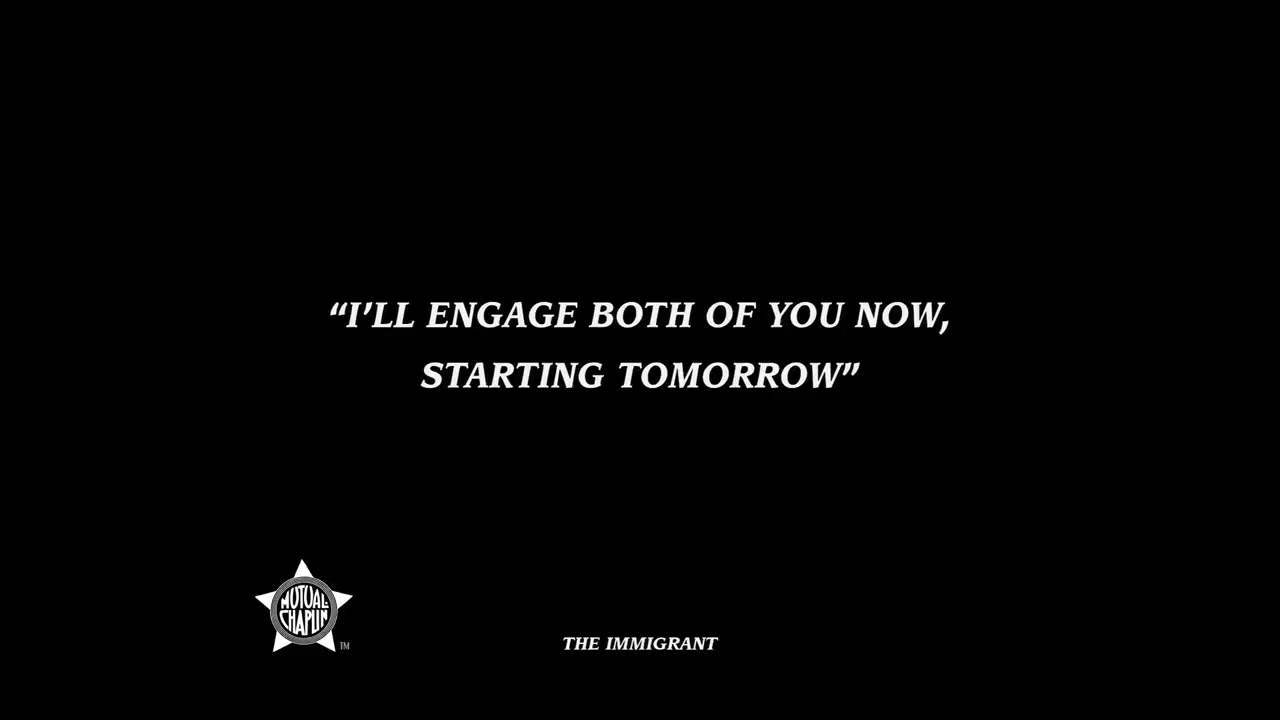 “I’LL ENGAGE BOTH OF YOU NOW,
STARTING TOMORROW”
MUTUAL-
CHAPLIN
TM
THE IMMIGRANT